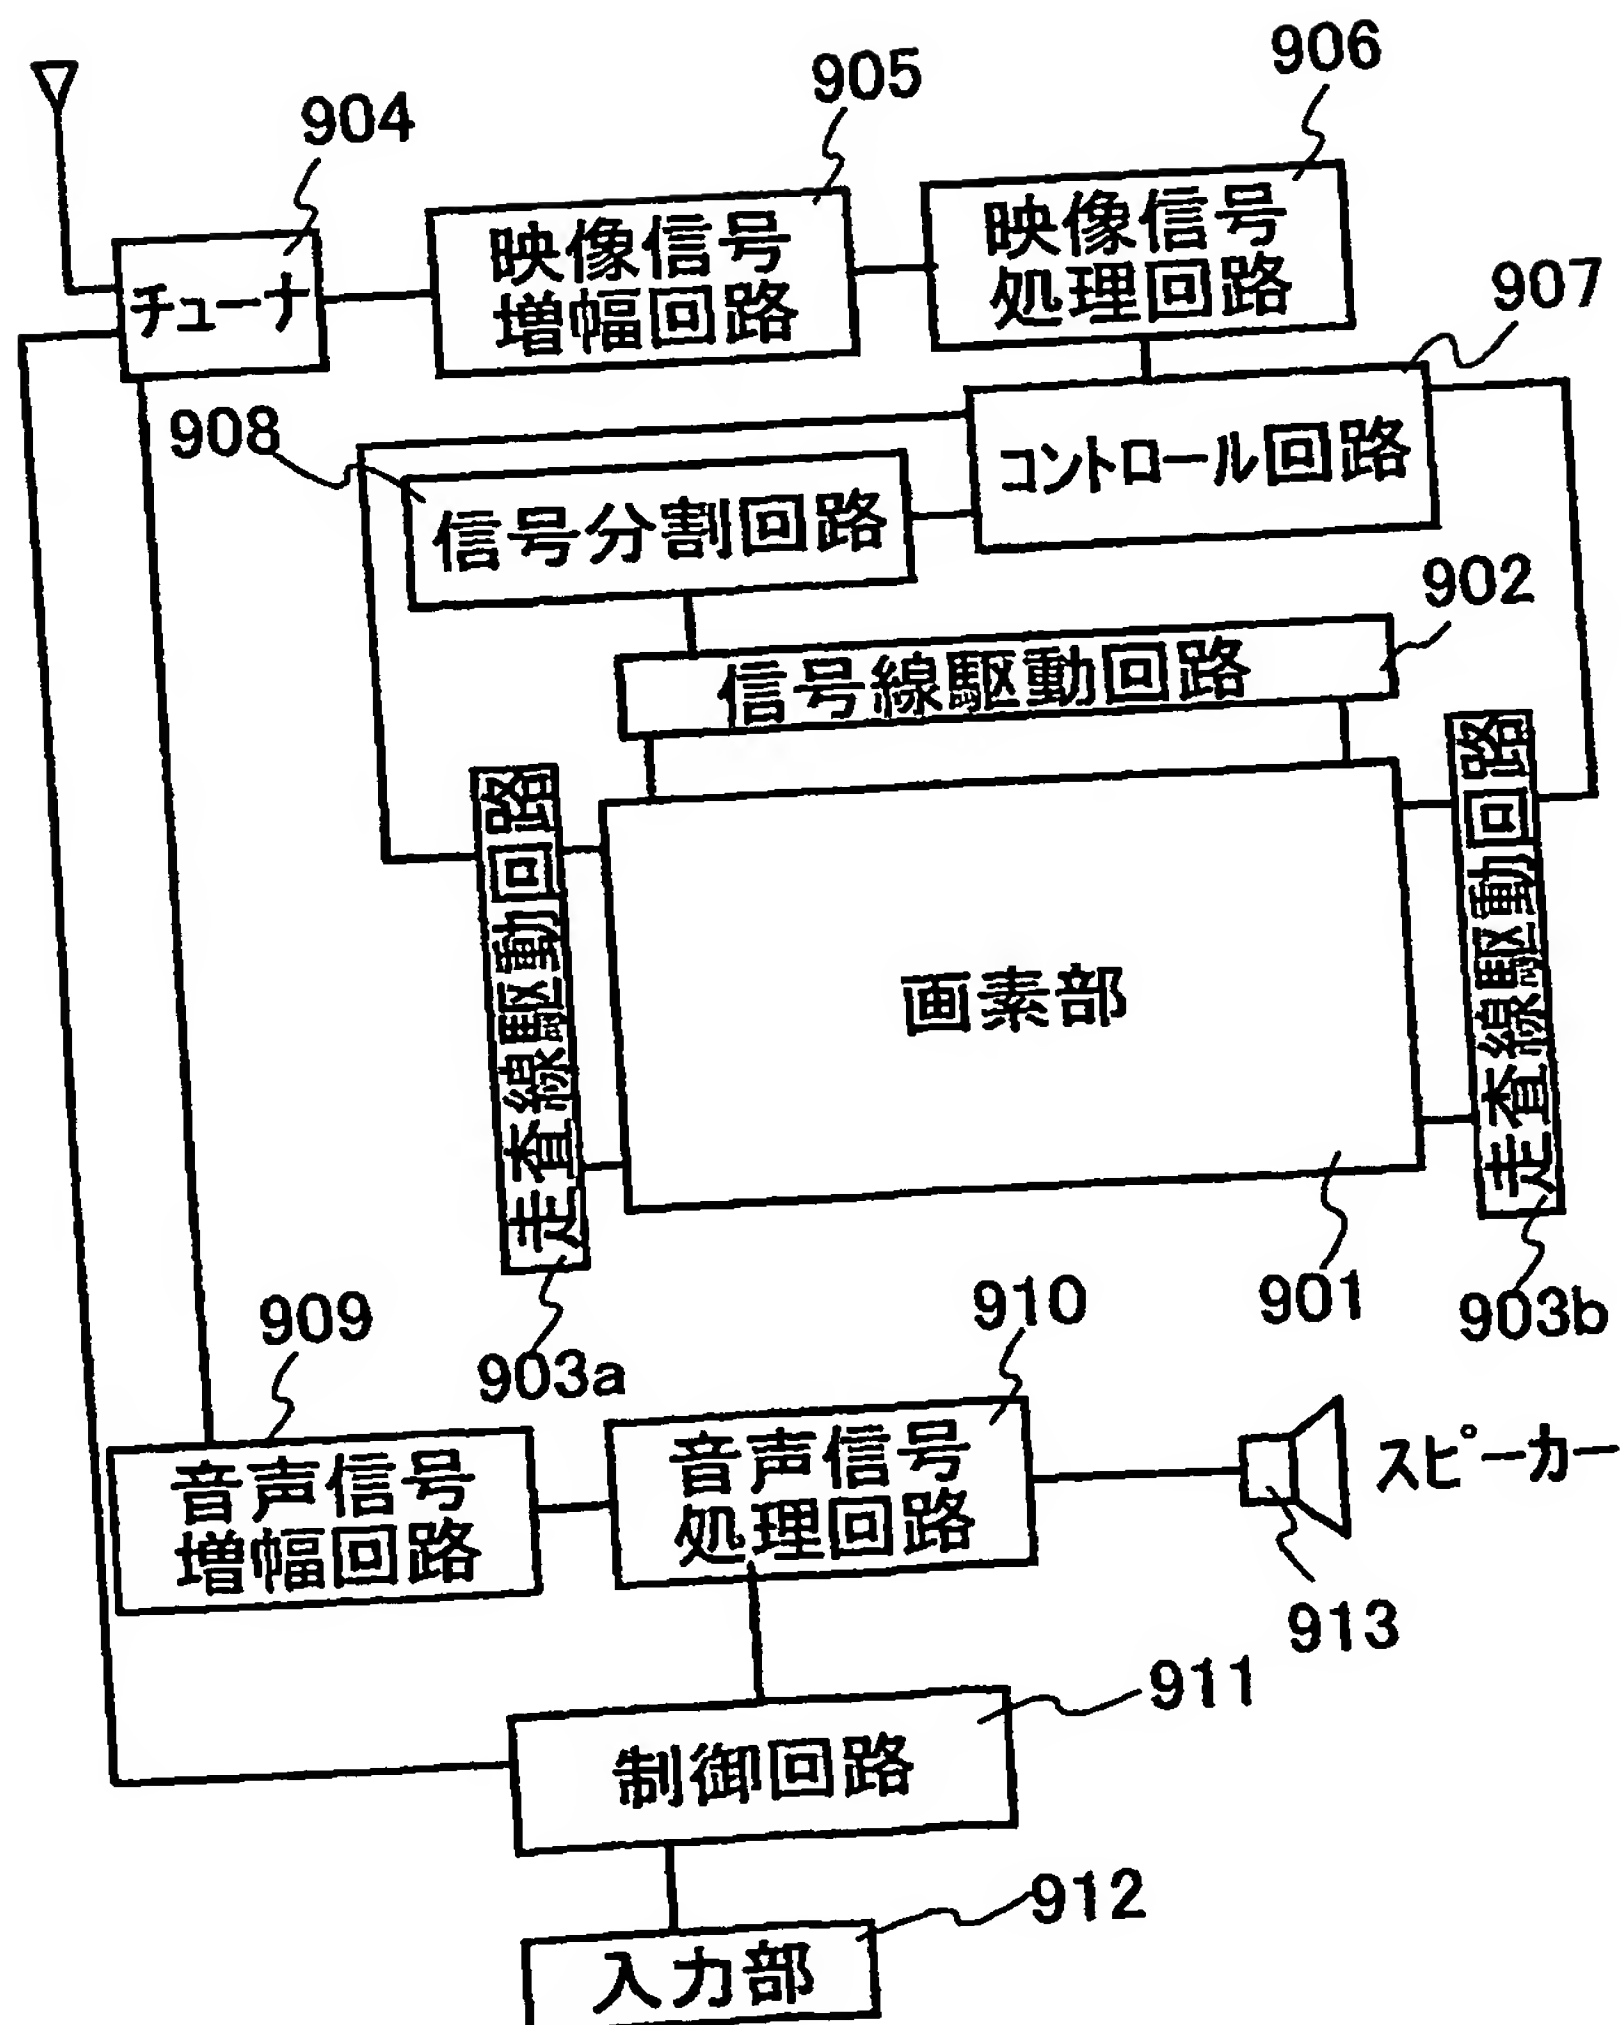 906
905
904
映像信号
処理回路
映像信号
増幅回路
チューナ
907
908
コントロール回路
信号分割回路
902
信号線駆動回路
走査線駆動回路
走査線駆動回路
画素部
901
903b
903a
909
910
音声信号
増幅回路
音声信号
処理回路
スピーカー
913
911
制御回路
912
入力部